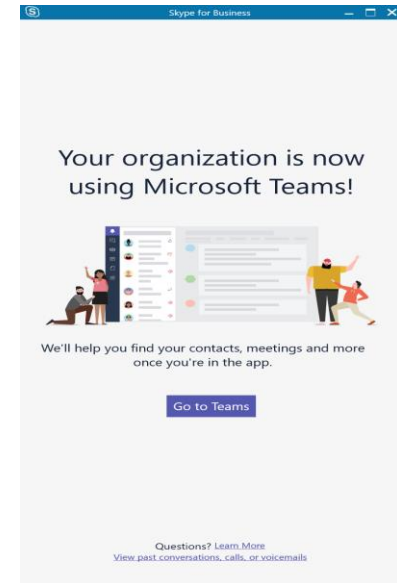 Skype for Business
Your organization is now
using Microsoft Teams!
We'll help you find your contacts, meetings and more
once you're in the app.
Go to Teams
Questions? Learn More
View past conversations, calls, or voicemails